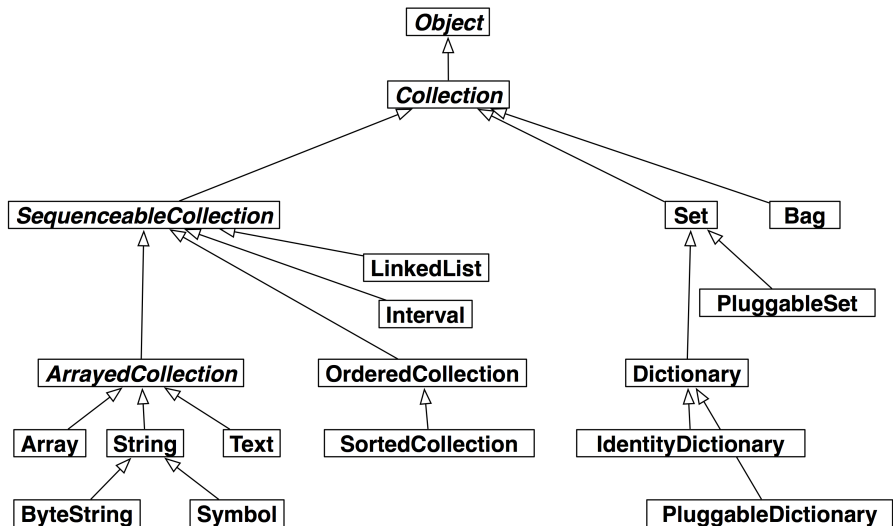 Object
Collection
SequenceableCollection
Set
Bag
LinkedList
PluggableSet
Interval
ArrayedCollection
OrderedCollection
Dictionary
Array
String
Text
SortedCollection
IdentityDictionary
ByteString
Symbol
PluggableDictionary